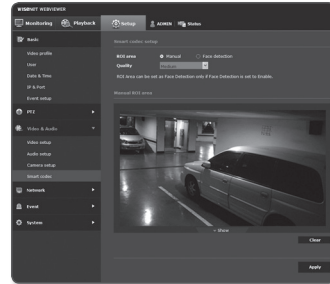 WISENET WEBVIEWER
Monitoring Playback Setup ADMIN Status
Basic
Video profile
User
Date & Time
IP & Port
Event setup
PTZ
Video & Audio
Video setup
Audio setup
Camera setup
Smart codec
Network
Event
System
Smart codec setup
ROI area Manual Face detection
Quality Medium
ROI Area can be set as Face Detection only if Face Detection is set to Enable.
Manual ROI area
Show
Clear
Apply